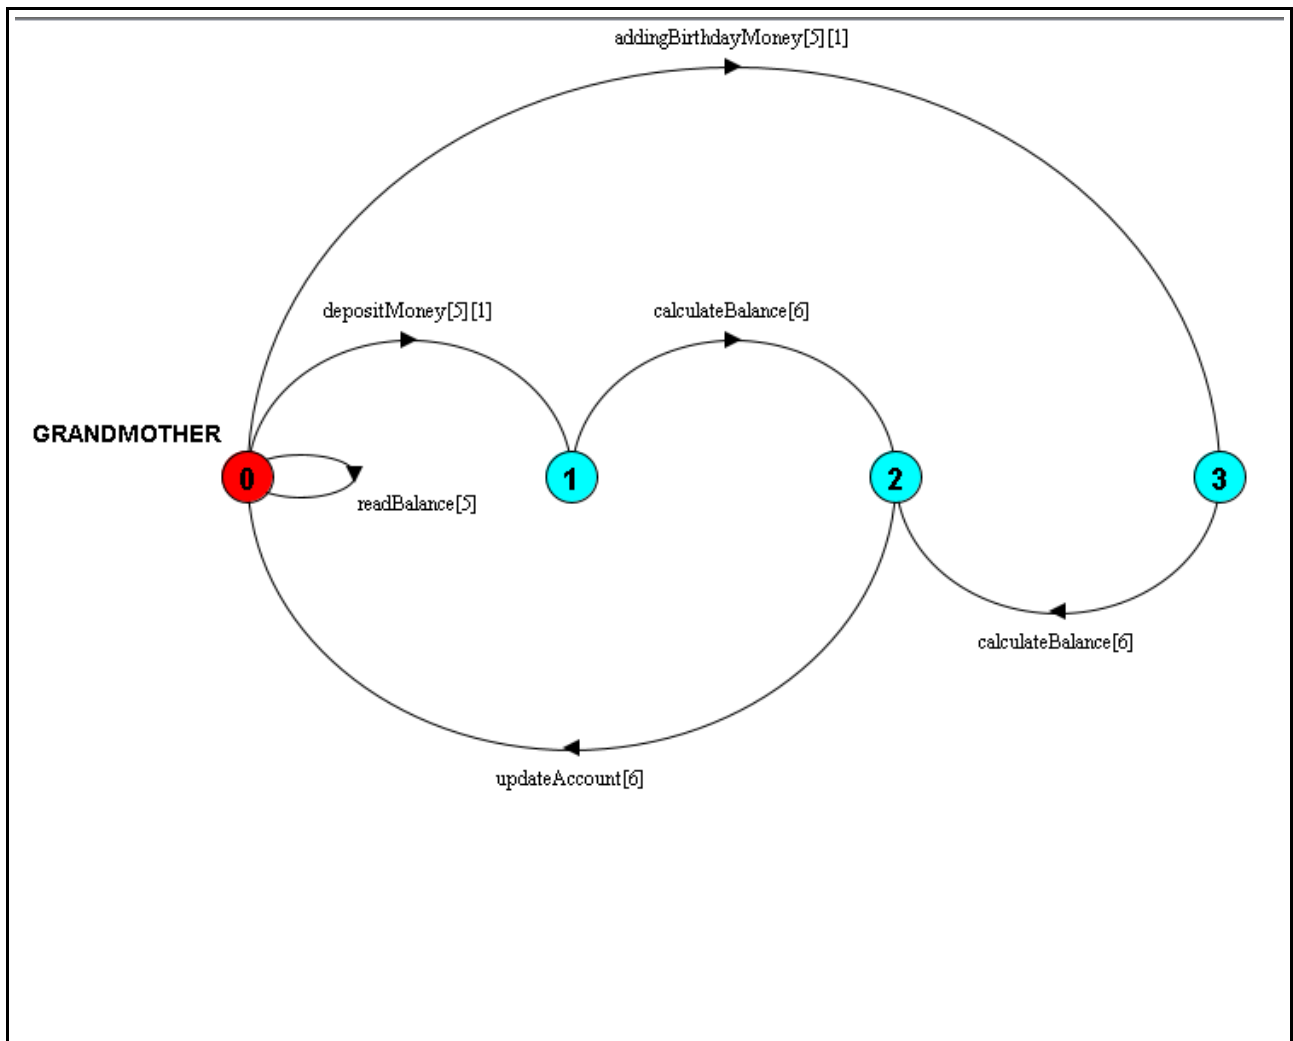 addingBirthdayMoney[5][1]
depositMoney[5][1]
calculateBalance[6]
GRANDMOTHER
0
1
2
3
readBalance[5]
calculateBalance[6]
updateAccount[6]